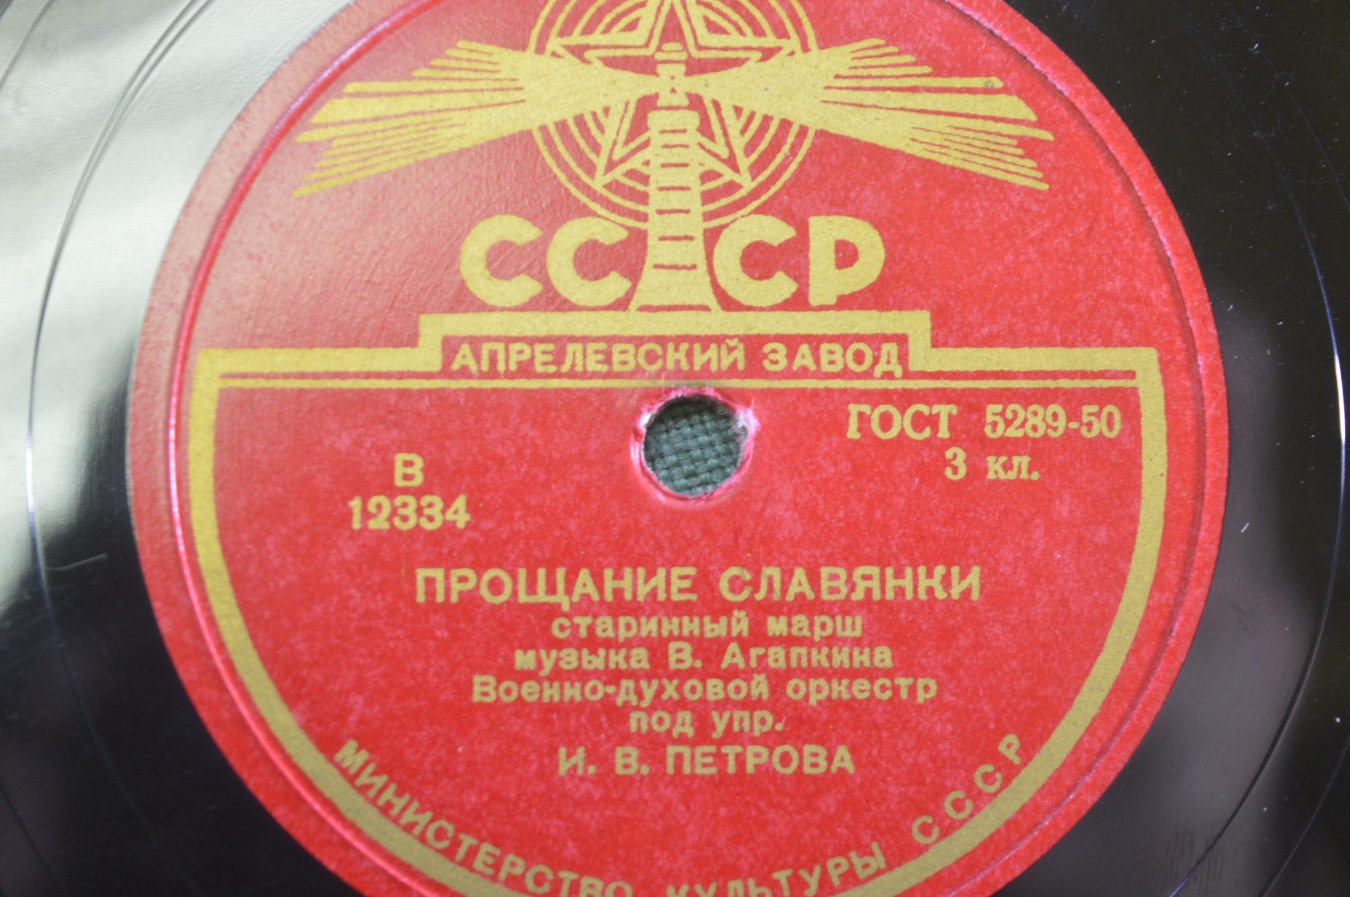 СССР
АПРЕЛЕВСКИЙ ЗАВОД
ГОСТ 5289-50
3 кл.
В
12334
ПРОЩАНИЕ СЛАВЯНКИ
старинный марш
музыка В. Агапкина
Военно-духовой оркестр
под упр.
И. В. ПЕТРОВА
МИНИСТЕРСТВО КУЛЬТУРЫ СССР